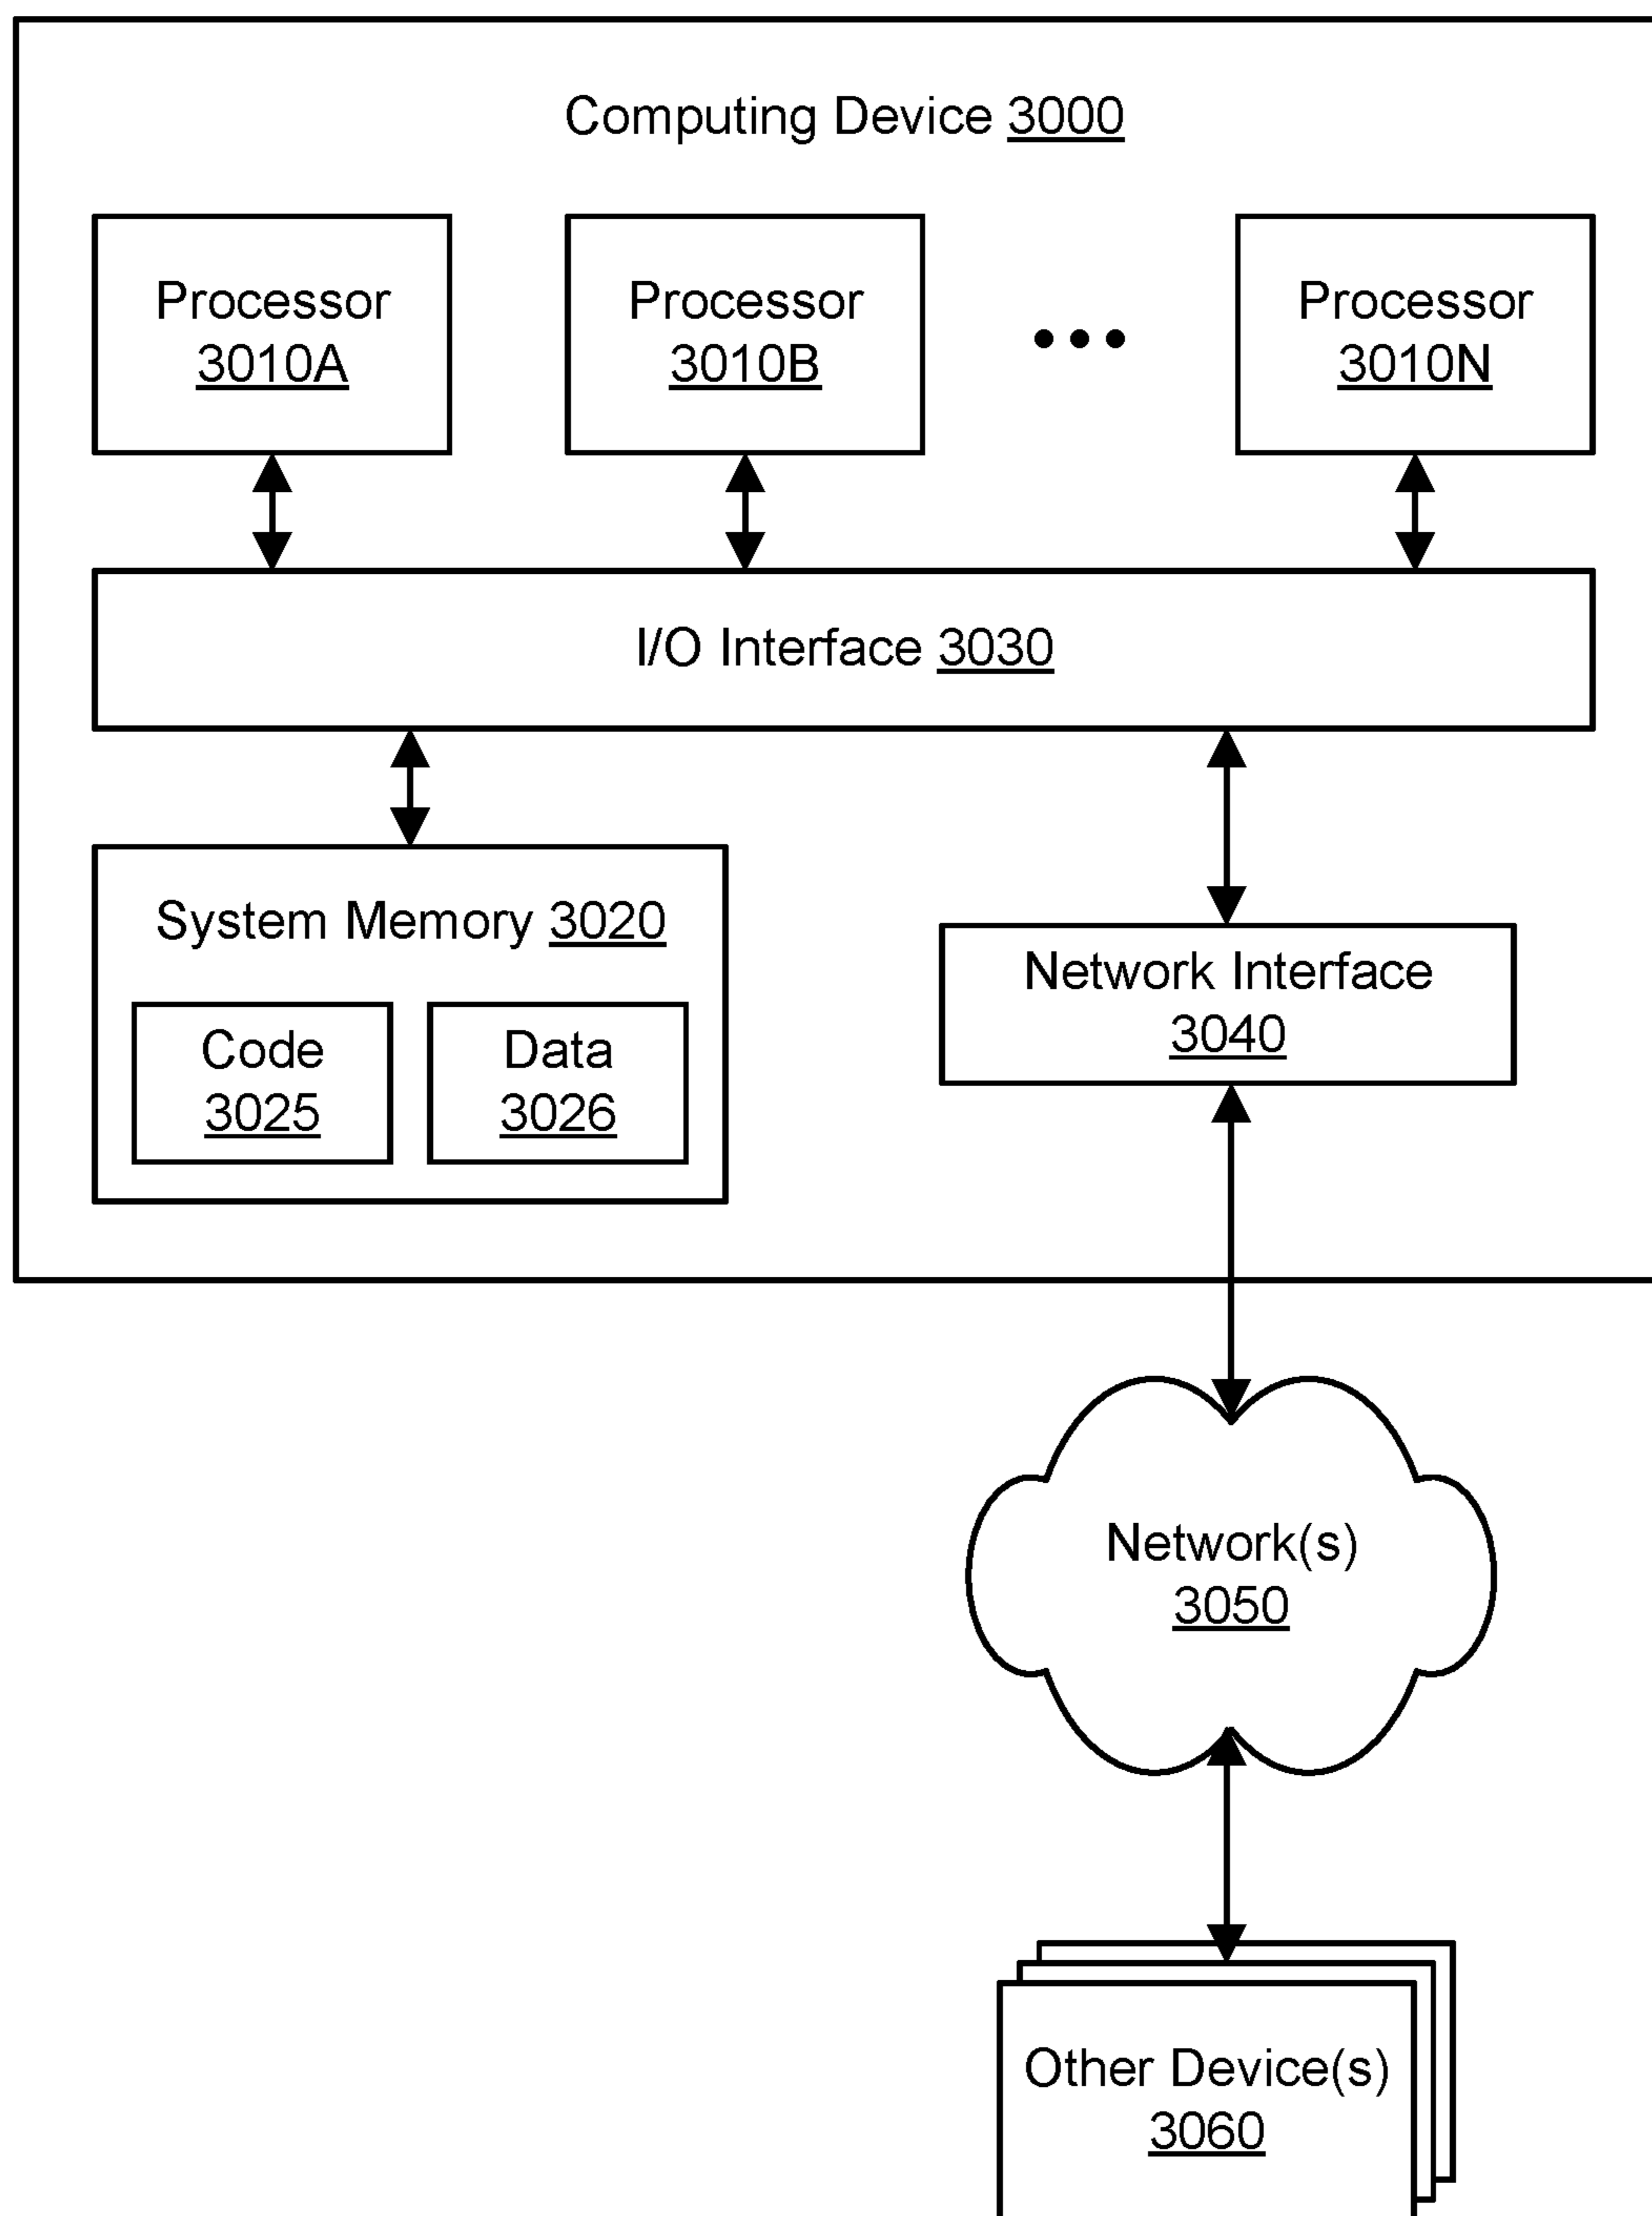 Computing Device 3000
Processor
3010A
Processor
3010B
Processor
3010N
I/O Interface 3030
System Memory 3020
Code
3025
Data
3026
Network Interface
3040
Network(s)
3050
Other Device(s)
3060